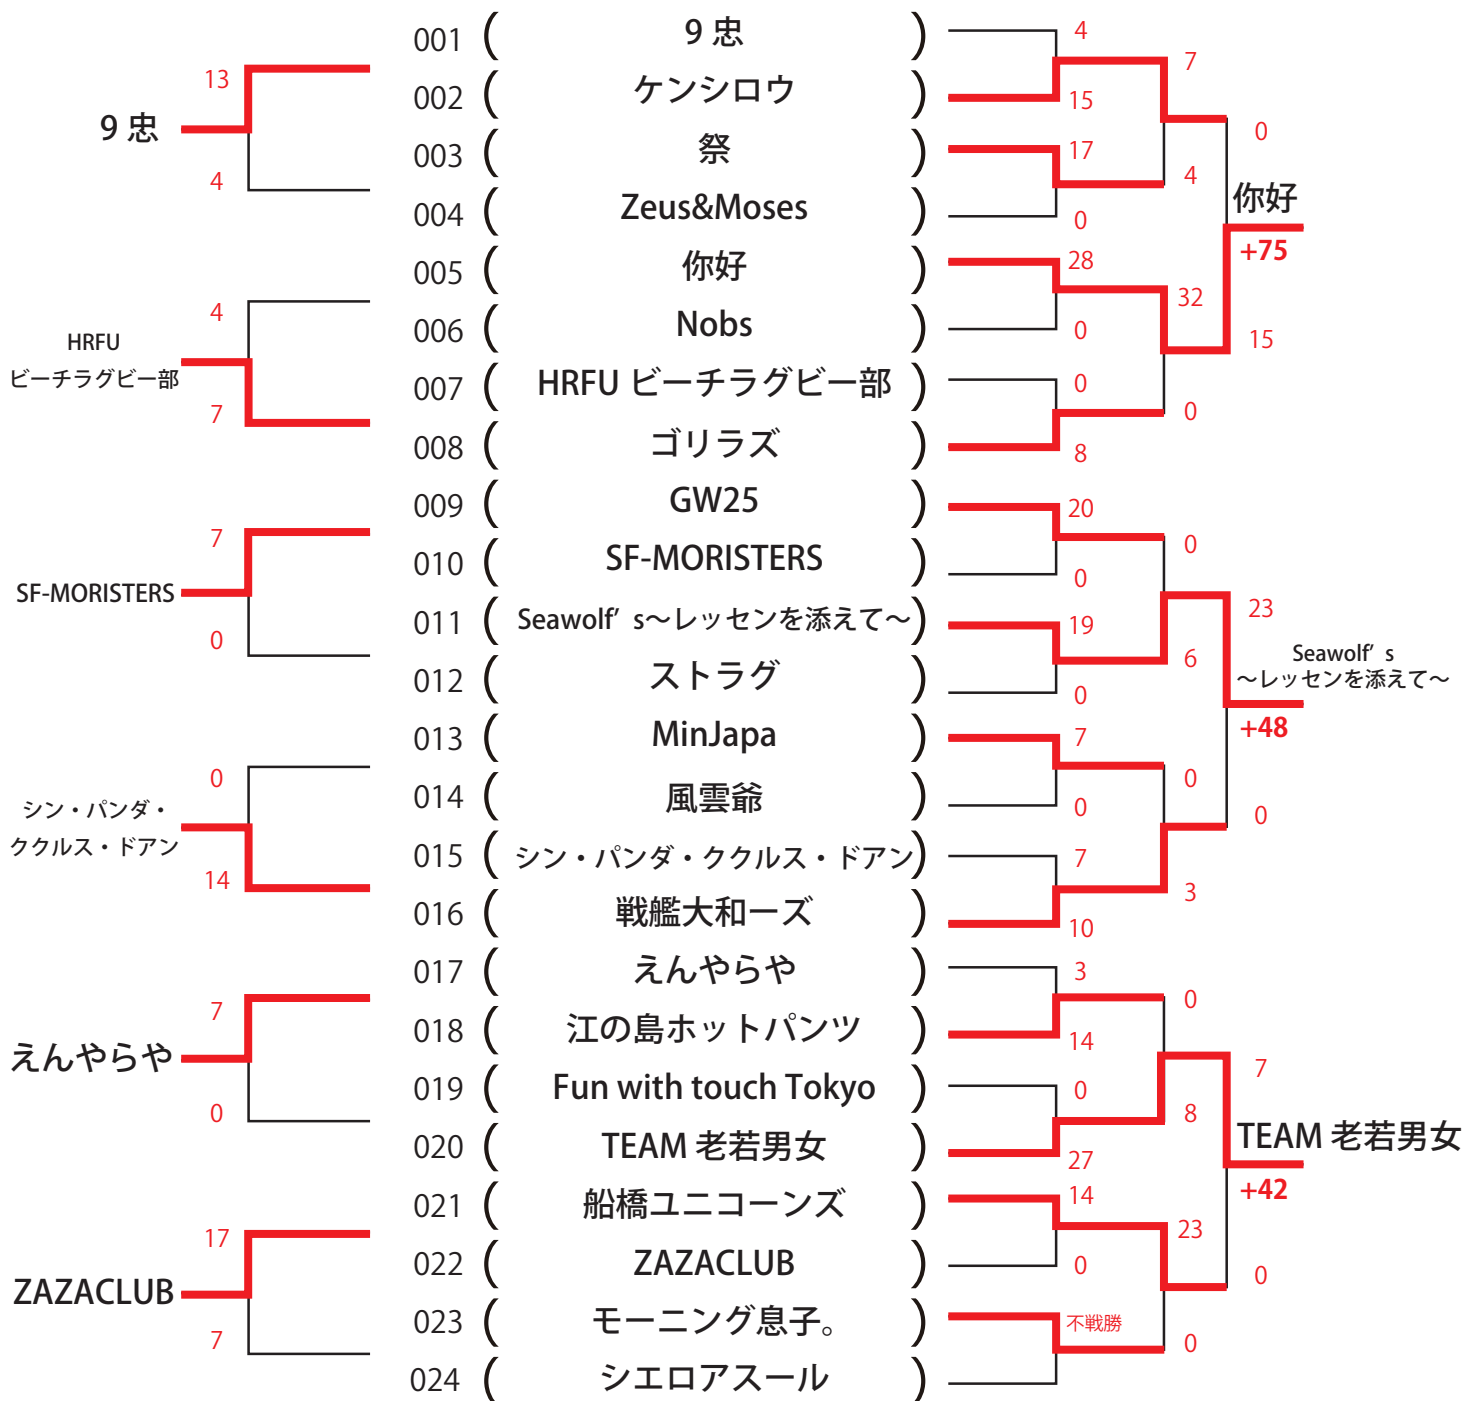 001 ( 9 忠 )
002 ( ケンシロウ )
003 ( 祭 )
004 ( Zeus&Moses )
005 ( 你好 )
006 ( Nobs )
007 ( HRFU ビーチラグビー部 )
008 ( ゴリラズ )
009 ( GW25 )
010 ( SF-MORISTERS )
011 ( Seawolf’s～レッセンを添えて～ )
012 ( ストラグ )
013 ( MinJapa )
014 ( 風雲爺 )
015 ( シン・パンダ・ククルス・ドアン )
016 ( 戦艦大和ーズ )
017 ( えんやらや )
018 ( 江の島ホットパンツ )
019 ( Fun with touch Tokyo )
020 ( TEAM 老若男女 )
021 ( 船橋ユニコーンズ )
022 ( ZAZACLUB )
023 ( モーニング息子。 )
024 ( シエロアスール )
13
9 忠
4
4
HRFU
ビーチラグビー部
7
7
SF-MORISTERS
0
0
シン・パンダ・
ククルス・ドアン
14
7
えんやらや
0
17
ZAZACLUB
7
4
15
17
0
28
0
0
8
20
0
19
0
7
0
7
10
3
14
0
27
14
0
不戦勝
7
4
32
0
0
6
0
3
0
8
23
0
0
你好
+75
15
23
Seawolf’s
～レッセンを添えて～
+48
0
7
TEAM 老若男女
+42
0